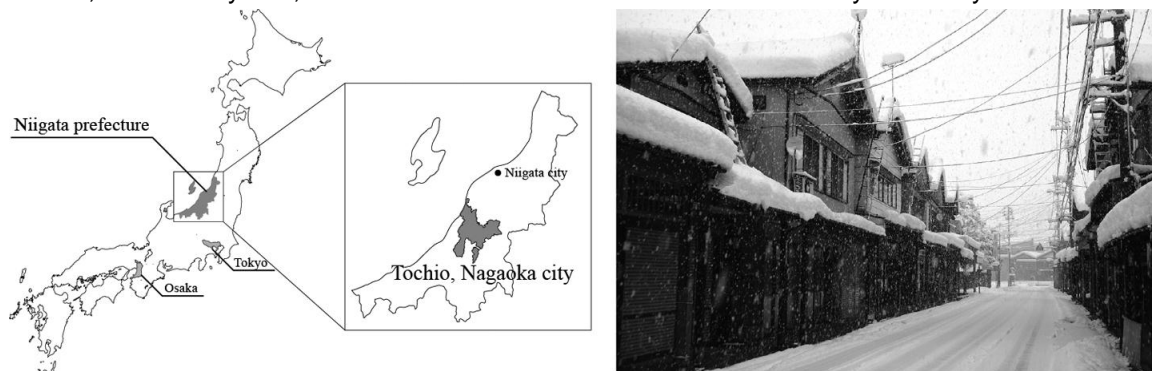 Niigata prefecture
Niigata city
Tochio, Nagaoka city
Tokyo
Osaka